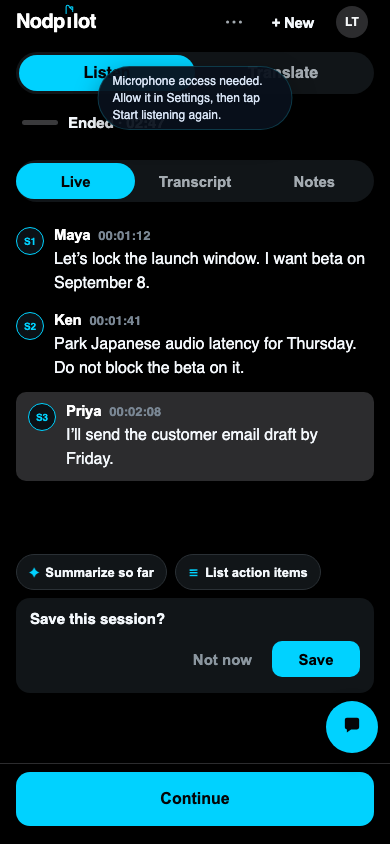 Nodpilot
+ New
LT
Microphone access needed.
Allow it in Settings, then tap
Start listening again.
Ended
02:47
Live
Transcript
Notes
S1
Maya 00:01:12
Let’s lock the launch window. I want beta on
September 8.
S2
Ken 00:01:41
Park Japanese audio latency for Thursday.
Do not block the beta on it.
S3
Priya 00:02:08
I’ll send the customer email draft by
Friday.
Summarize so far
List action items
Save this session?
Not now
Save
Continue